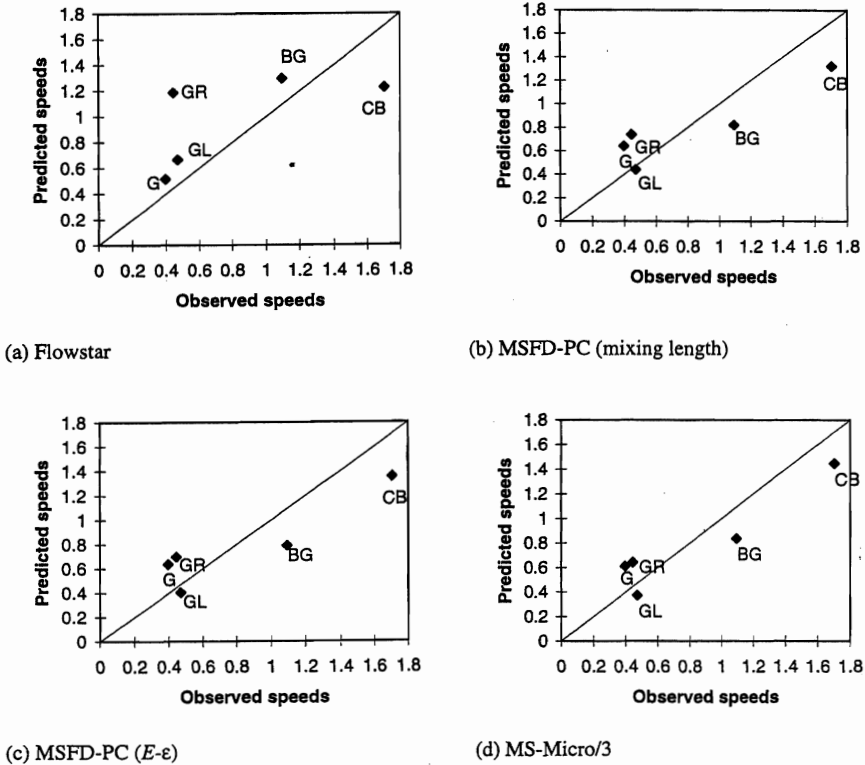 1.8
1.6
1.4
1.2
1
0.8
0.6
0.4
0.2
0
Predicted speeds
BG
GR
CB
GL
G
0 0.2 0.4 0.6 0.8 1 1.2 1.4 1.6 1.8
Observed speeds
(a) Flowstar
1.8
1.6
1.4
1.2
1
0.8
0.6
0.4
0.2
0
Predicted speeds
CB
BG
GR
G
GL
0 0.2 0.4 0.6 0.8 1 1.2 1.4 1.6 1.8
Observed speeds
(b) MSFD-PC (mixing length)
1.8
1.6
1.4
1.2
1
0.8
0.6
0.4
0.2
0
Predicted speeds
CB
BG
GR
G
GL
0 0.2 0.4 0.6 0.8 1 1.2 1.4 1.6 1.8
Observed speeds
(c) MSFD-PC (E-ε)
1.8
1.6
1.4
1.2
1
0.8
0.6
0.4
0.2
0
Predicted speeds
CB
BG
GR
G
GL
0 0.2 0.4 0.6 0.8 1 1.2 1.4 1.6 1.8
Observed speeds
(d) MS-Micro/3